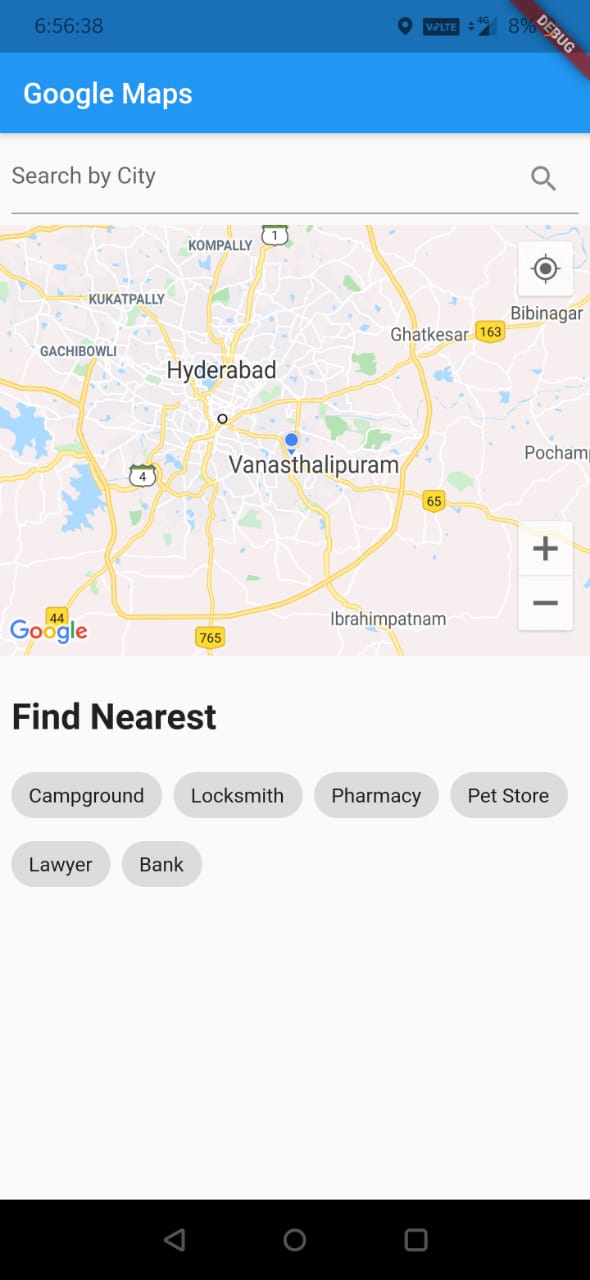 6:56:38 VoLTE 4G 8%
DEBUG
Google Maps
Search by City
KOMPALLY 1
KUKATPALLY
Bibinagar
Ghatkesar 163
GACHIBOWLI
Hyderabad
Pochamp
Vanasthalipuram
4
65
44
Ibrahimpatnam
Google
765
Find Nearest
Campground Locksmith Pharmacy Pet Store
Lawyer Bank